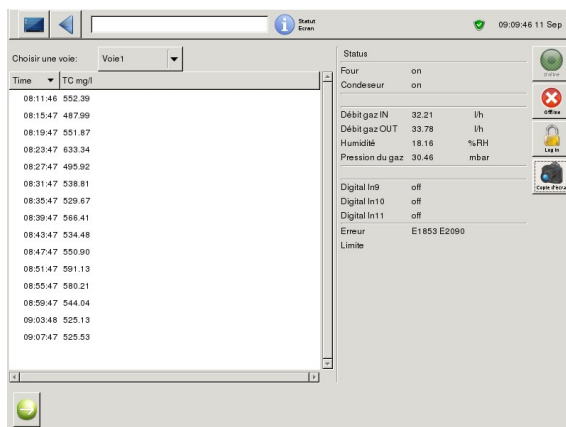 Statut
Ecran
09:09:46 11 Sep
Choisir une voie: Voie1
Time TC mg/l
08:11:46 552.39
08:15:47 487.99
08:19:47 551.87
08:23:47 633.34
08:27:47 495.92
08:31:47 538.81
08:35:47 529.67
08:39:47 566.41
08:43:47 534.48
08:47:47 550.90
08:51:47 591.13
08:55:47 580.21
08:59:47 544.04
09:03:48 525.13
09:07:47 525.53
Status
Four on
Condeseur on
Débit gaz IN 32.21 l/h
Débit gaz OUT 33.78 l/h
Humidité 18.16 %RH
Pression du gaz 30.46 mbar
Digital In9 off
Digital In10 off
Digital In11 off
Erreur E1853 E2090
Limite
Offline
Log in
Copie d'écra